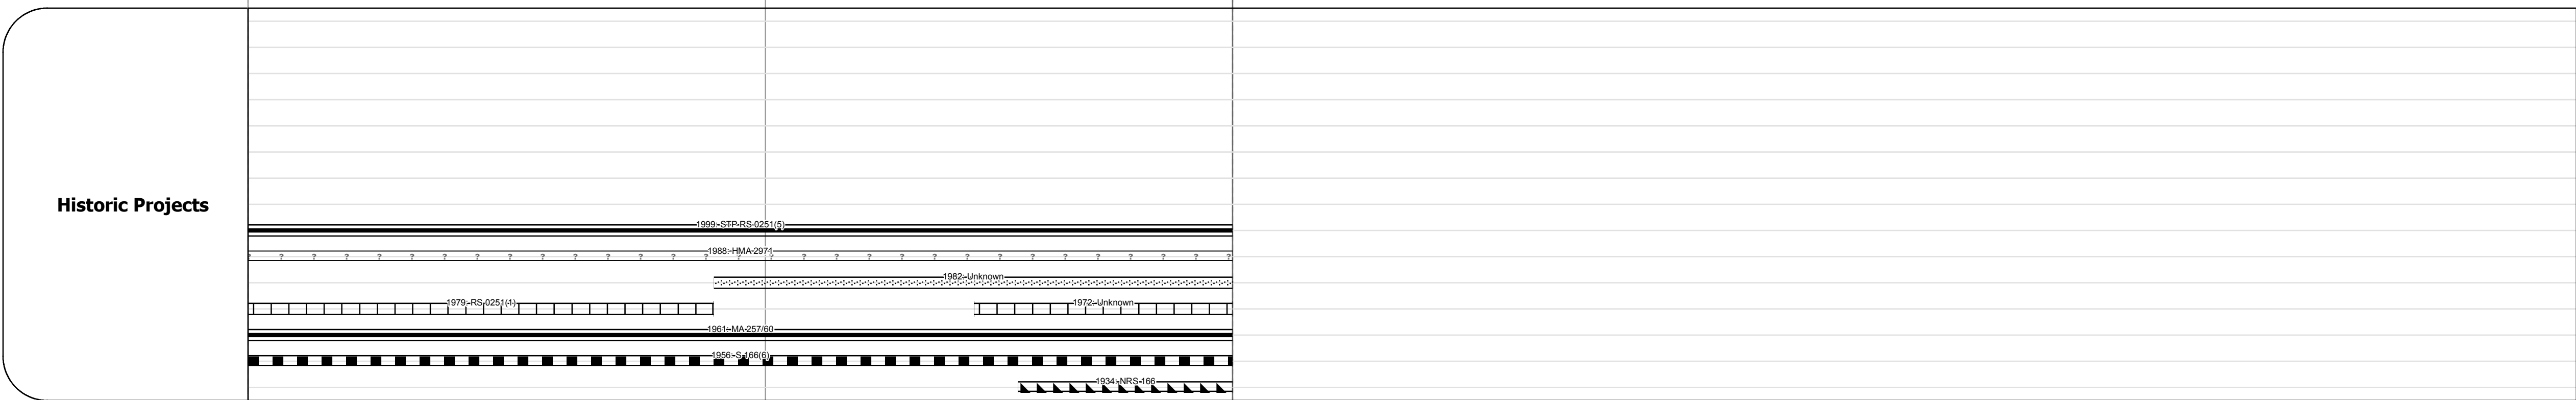 Historic Projects
1999: STP-RS-0251(5)
1988: HMA-2971
? ? ? ? ? ? ? ? ? ? ? ? ? ? ? ? ? ? ? ? ? ? ? ? ? ? ? ? ? ? ?
1982: Unknown
1979: RS-0251(1)
1972: Unknown
1961: MA-257/60
1956: S-166(6)
1934: NRS-166